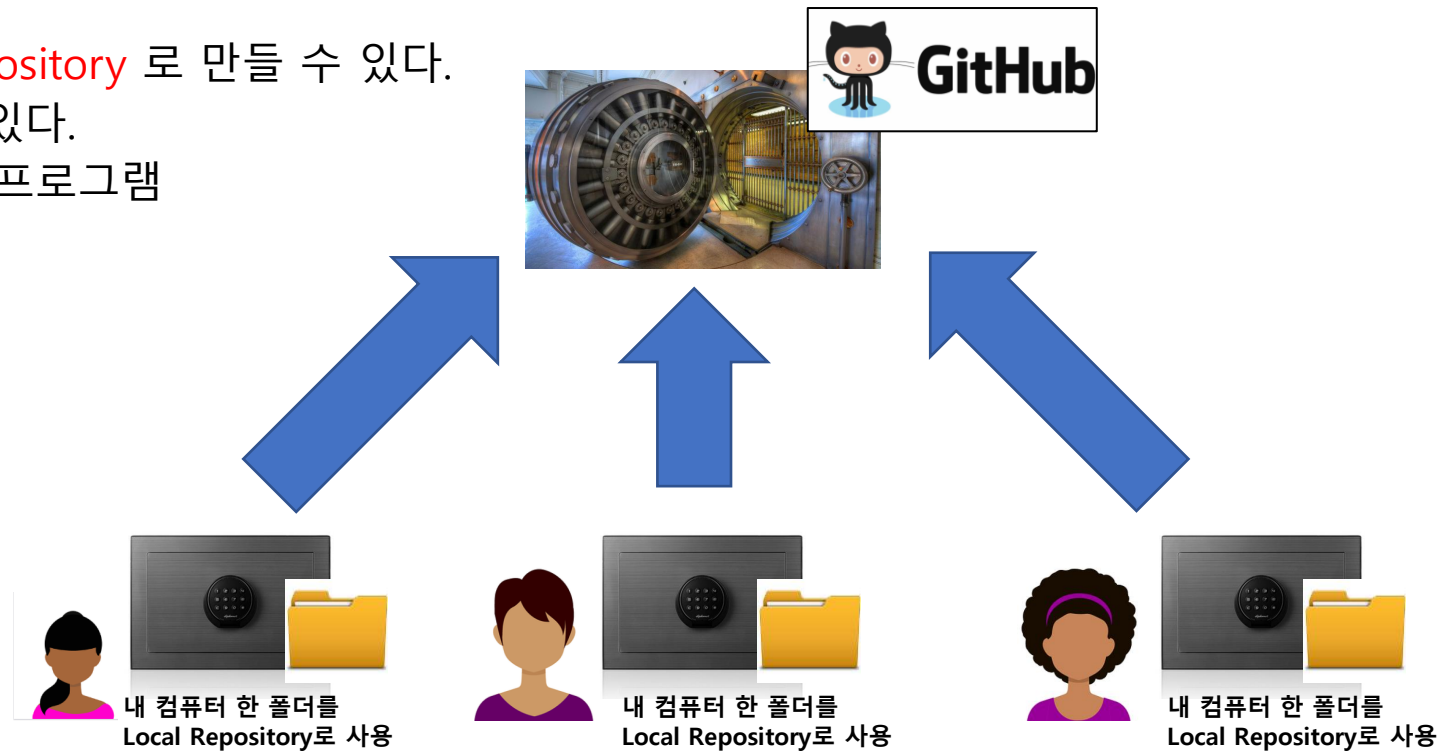 ository 로 만들 수 있다.
있다.
프로그램
GitHub
내 컴퓨터 한 폴더를
Local Repository로 사용
내 컴퓨터 한 폴더를
Local Repository로 사용
내 컴퓨터 한 폴더를
Local Repository로 사용